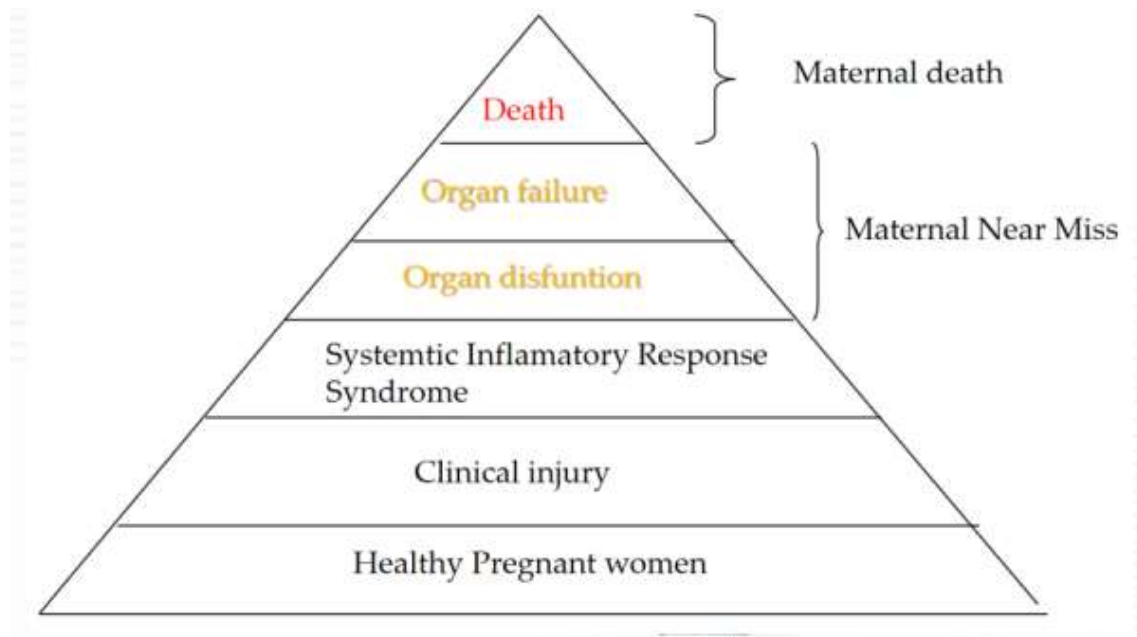 Maternal death
Death
Organ failure
Maternal Near Miss
Organ disfuntion
Systemtic Inflamatory Response
Syndrome
Clinical injury
Healthy Pregnant women